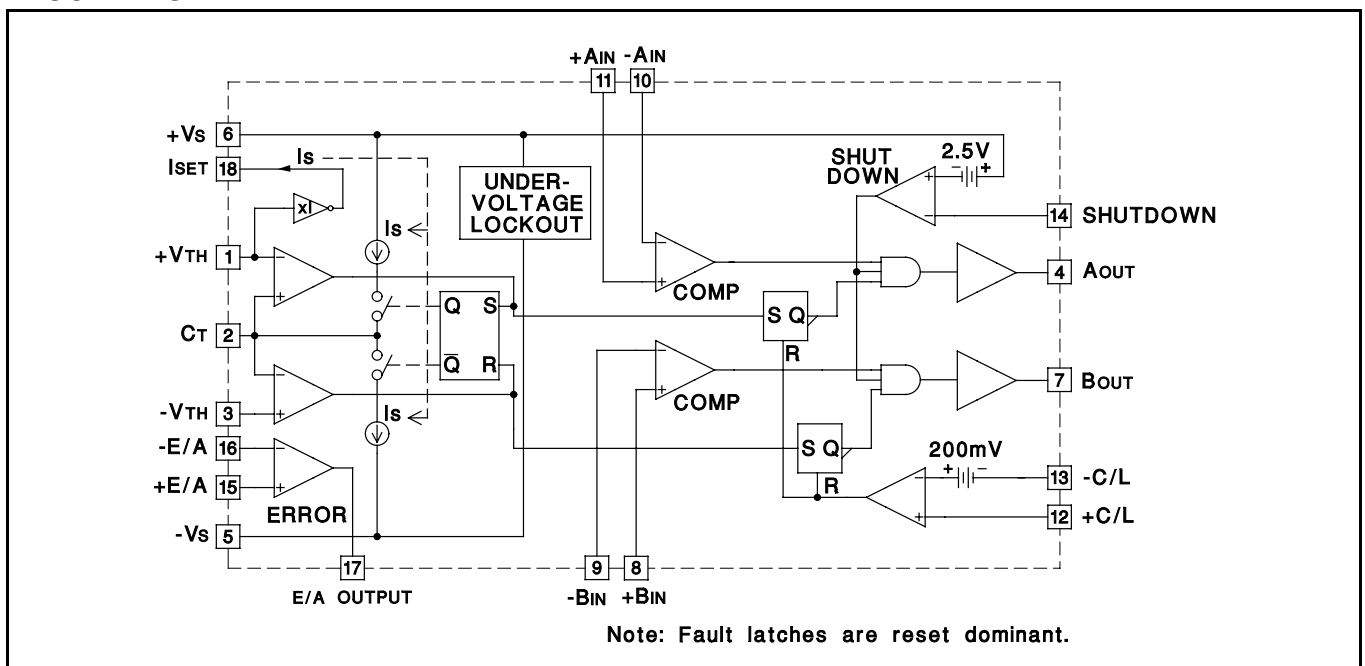 +AIN -AIN
11 10
+VS 6
ISET 18
IS
xI
+VTH 1
CT 2
-VTH 3
-E/A 16
+E/A 15
-VS 5
ERROR
17
E/A OUTPUT
IS
IS
UNDER-
VOLTAGE
LOCKOUT
Q S
Q̅ R
- +
- +
- +
- +
COMP
- +
COMP
9 8
-BIN +BIN
S Q
R
S Q
R
SHUT
DOWN
2.5V
- +
+ -
14 SHUTDOWN
4 AOUT
7 BOUT
200mV
+ -
- +
13 -C/L
12 +C/L
Note: Fault latches are reset dominant.